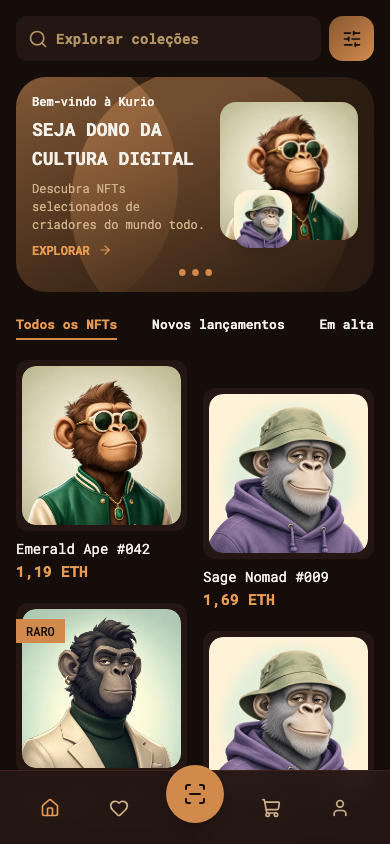 Explorar coleções
Bem-vindo à Kurio
SEJA DONO DA
CULTURA DIGITAL
Descubra NFTs
selecionados de
criadores do mundo todo.
EXPLORAR
Todos os NFTs
Novos lançamentos
Em alta
Emerald Ape #042
1,19 ETH
Sage Nomad #009
1,69 ETH
RARO